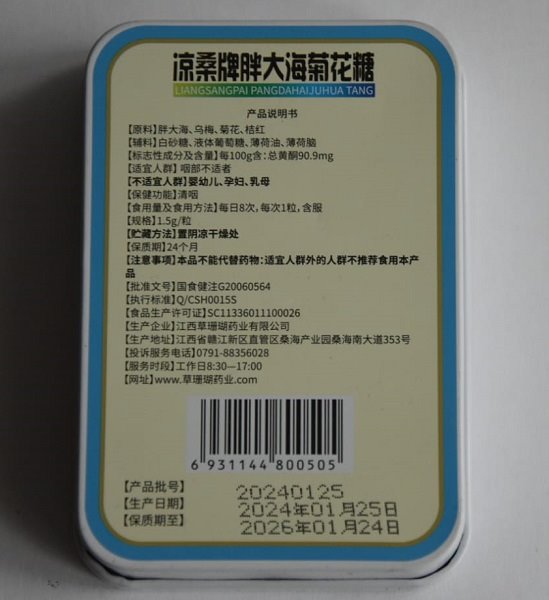 凉桑牌胖大海菊花糖
LIANGSANGPAI PANGDAHAIJUHUA TANG
产品说明书
【原料】胖大海、乌梅、菊花、桔红
【辅料】白砂糖、液体葡萄糖、薄荷油、薄荷脑
【标志性成分及含量】每100g含:总黄酮90.9mg
【适宜人群】咽部不适者
【不适宜人群】婴幼儿、孕妇、乳母
【保健功能】清咽
【食用量及食用方法】每日8次,每次1粒,含服
【规格】1.5g/粒
【贮藏方法】置阴凉干燥处
【保质期】24个月
【注意事项】本品不能代替药物;适宜人群外的人群不推荐食用本产
品
【批准文号】国食健注G20060564
【执行标准】Q/CSH0015S
【食品生产许可证】SC11336011100026
【生产企业】江西草珊瑚药业有限公司
【生产地址】江西省赣江新区直管区桑海产业园桑海南大道353号
【投诉服务电话】0791-88356028
【服务时段】工作日8:30—17:00
【网址】www.草珊瑚药业.com
6 931144 800505
【产品批号】 20240125
【生产日期】 2024年01月25日
【保质期至】 2026年01月24日